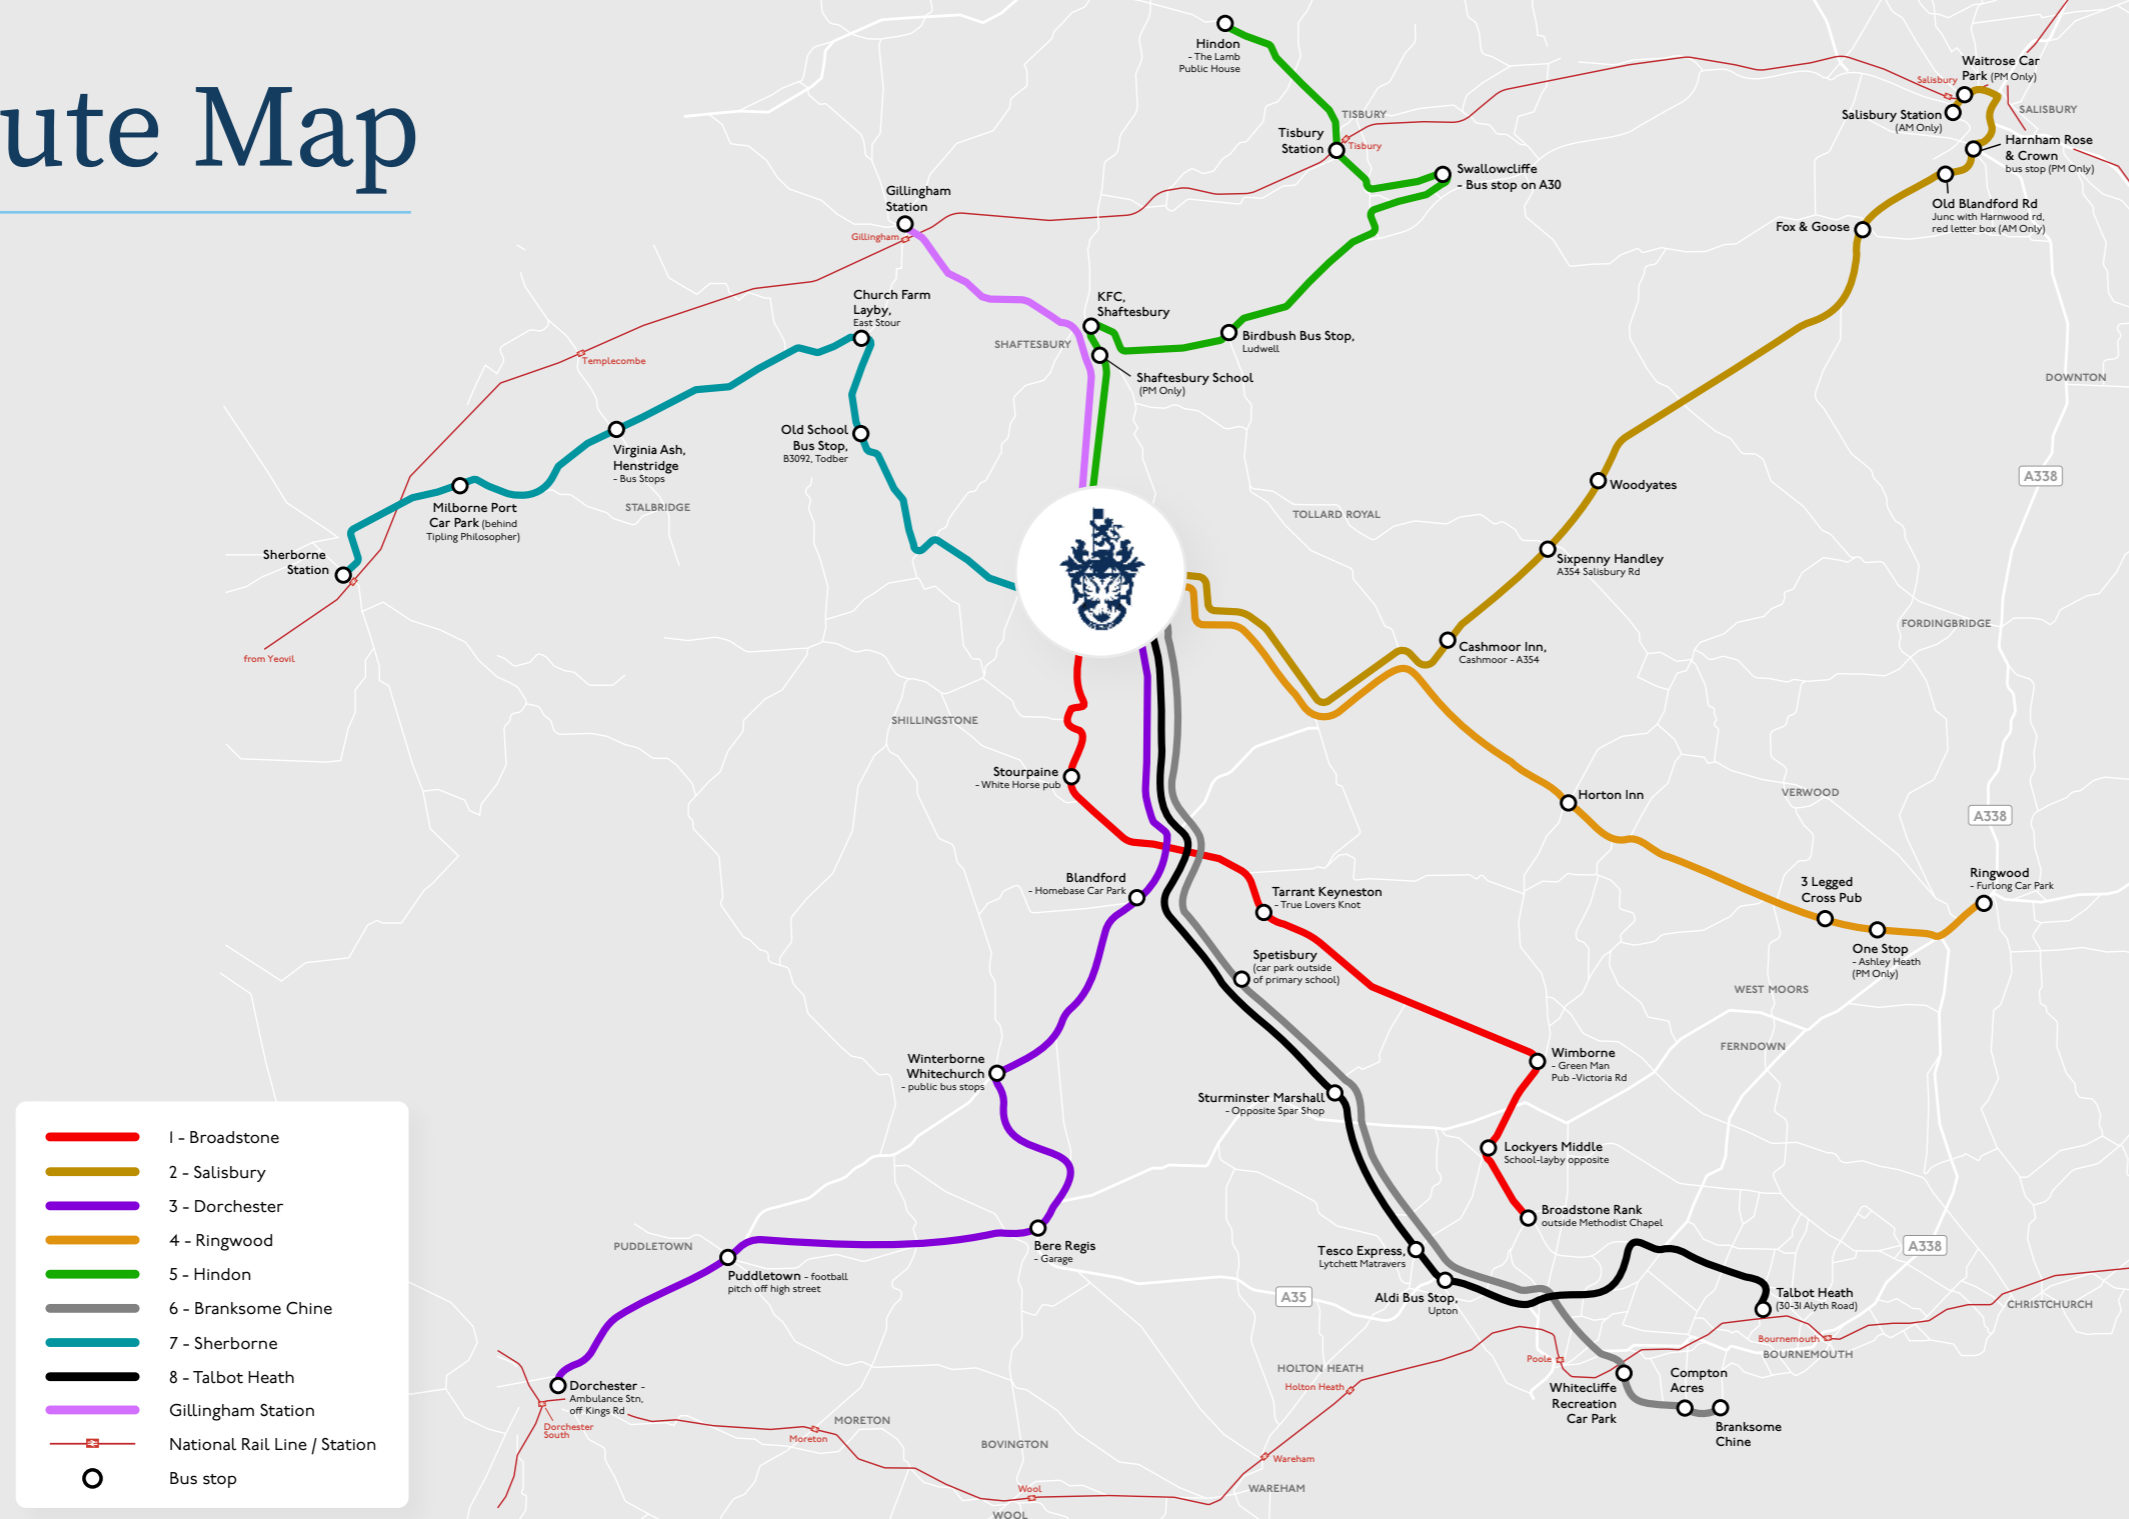 ute Map
Hindon
- The Lamb
Public House
TISBURY
Tisbury
Station
Tisbury
Swallowcliffe
- Bus stop on A30
Waitrose Car
Park (PM Only)
Salisbury
Salisbury Station
(AM Only)
SALISBURY
Harnham Rose
& Crown
bus stop (PM Only)
Old Blandford Rd
Junc with Harnwood rd,
red letter box (AM Only)
Fox & Goose
Gillingham
Station
Gillingham
Church Farm
Layby,
East Stour
KFC,
Shaftesbury
SHAFTESBURY
Birdbush Bus Stop,
Ludwell
Shaftesbury School
(PM Only)
Templecombe
DOWNTON
Old School
Bus Stop,
B3092, Todber
Virginia Ash,
Henstridge
- Bus Stops
STALBRIDGE
Milborne Port
Car Park (behind
Tipling Philosopher)
Sherborne
Station
from Yeovil
A338
Woodyates
TOLLARD ROYAL
Sixpenny Handley
A354 Salisbury Rd
FORDINGBRIDGE
Cashmoor Inn,
Cashmoor - A354
SHILLINGSTONE
Stourpaine
- White Horse pub
Horton Inn
VERWOOD
A338
Blandford
- Homebase Car Park
Tarrant Keyneston
- True Lovers Knot
3 Legged
Cross Pub
Ringwood
- Furlong Car Park
One Stop
- Ashley Heath
(PM Only)
Spetisbury
(car park outside
of primary school)
WEST MOORS
FERNDOWN
Winterborne
Whitechurch
- public bus stops
Wimborne
- Green Man
Pub -Victoria Rd
Sturminster Marshall
- Opposite Spar Shop
Lockyers Middle
School-layby opposite
Broadstone Rank
outside Methodist Chapel
PUDDLETOWN
Bere Regis
- Garage
Puddletown - football
pitch off high street
Tesco Express,
Lytchett Matravers
A338
A35
Aldi Bus Stop,
Upton
Talbot Heath
(30-31 Alyth Road)
CHRISTCHURCH
Bournemouth
BOURNEMOUTH
Poole
HOLTON HEATH
Holton Heath
Compton
Acres
Whitecliffe
Recreation
Car Park
Branksome
Chine
Dorchester -
Ambulance Stn,
off Kings Rd
Dorchester
South
MORETON
Moreton
BOVINGTON
Wareham
WAREHAM
Wool
WOOL
1 - Broadstone
2 - Salisbury
3 - Dorchester
4 - Ringwood
5 - Hindon
6 - Branksome Chine
7 - Sherborne
8 - Talbot Heath
Gillingham Station
National Rail Line / Station
Bus stop